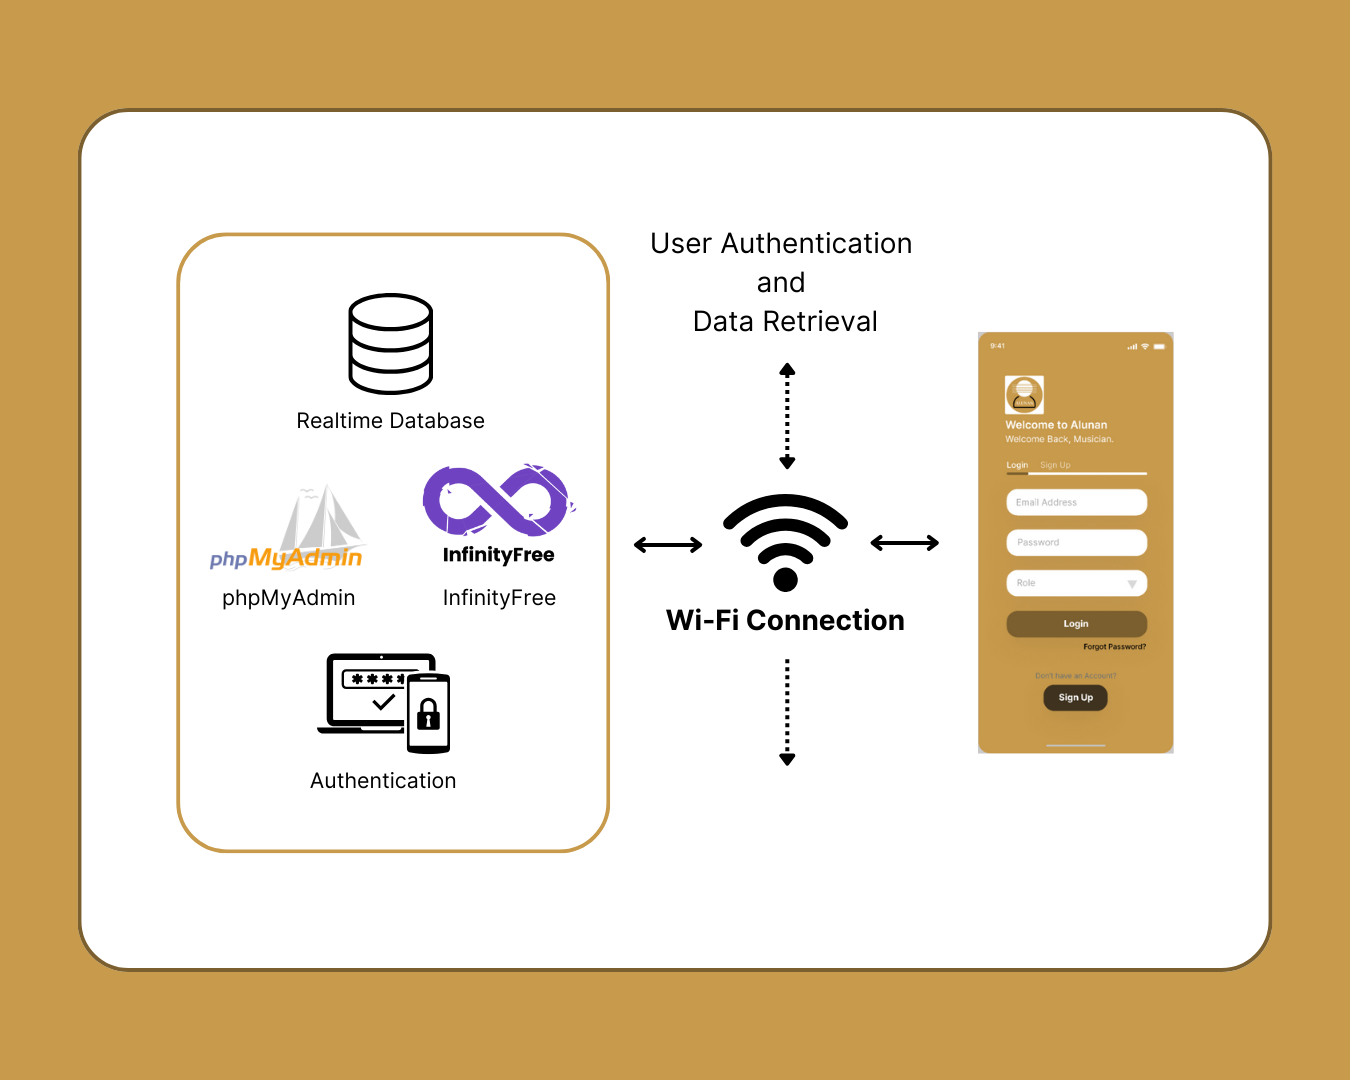 Realtime Database
phpMyAdmin
InfinityFree
phpMyAdmin
InfinityFree
****
Authentication
User Authentication
and
Data Retrieval
Wi-Fi Connection
9:41
Welcome to Alunan
Welcome Back, Musician.
Login Sign Up
Email Address
Password
Role
Login
Forgot Password?
Don't have an Account?
Sign Up